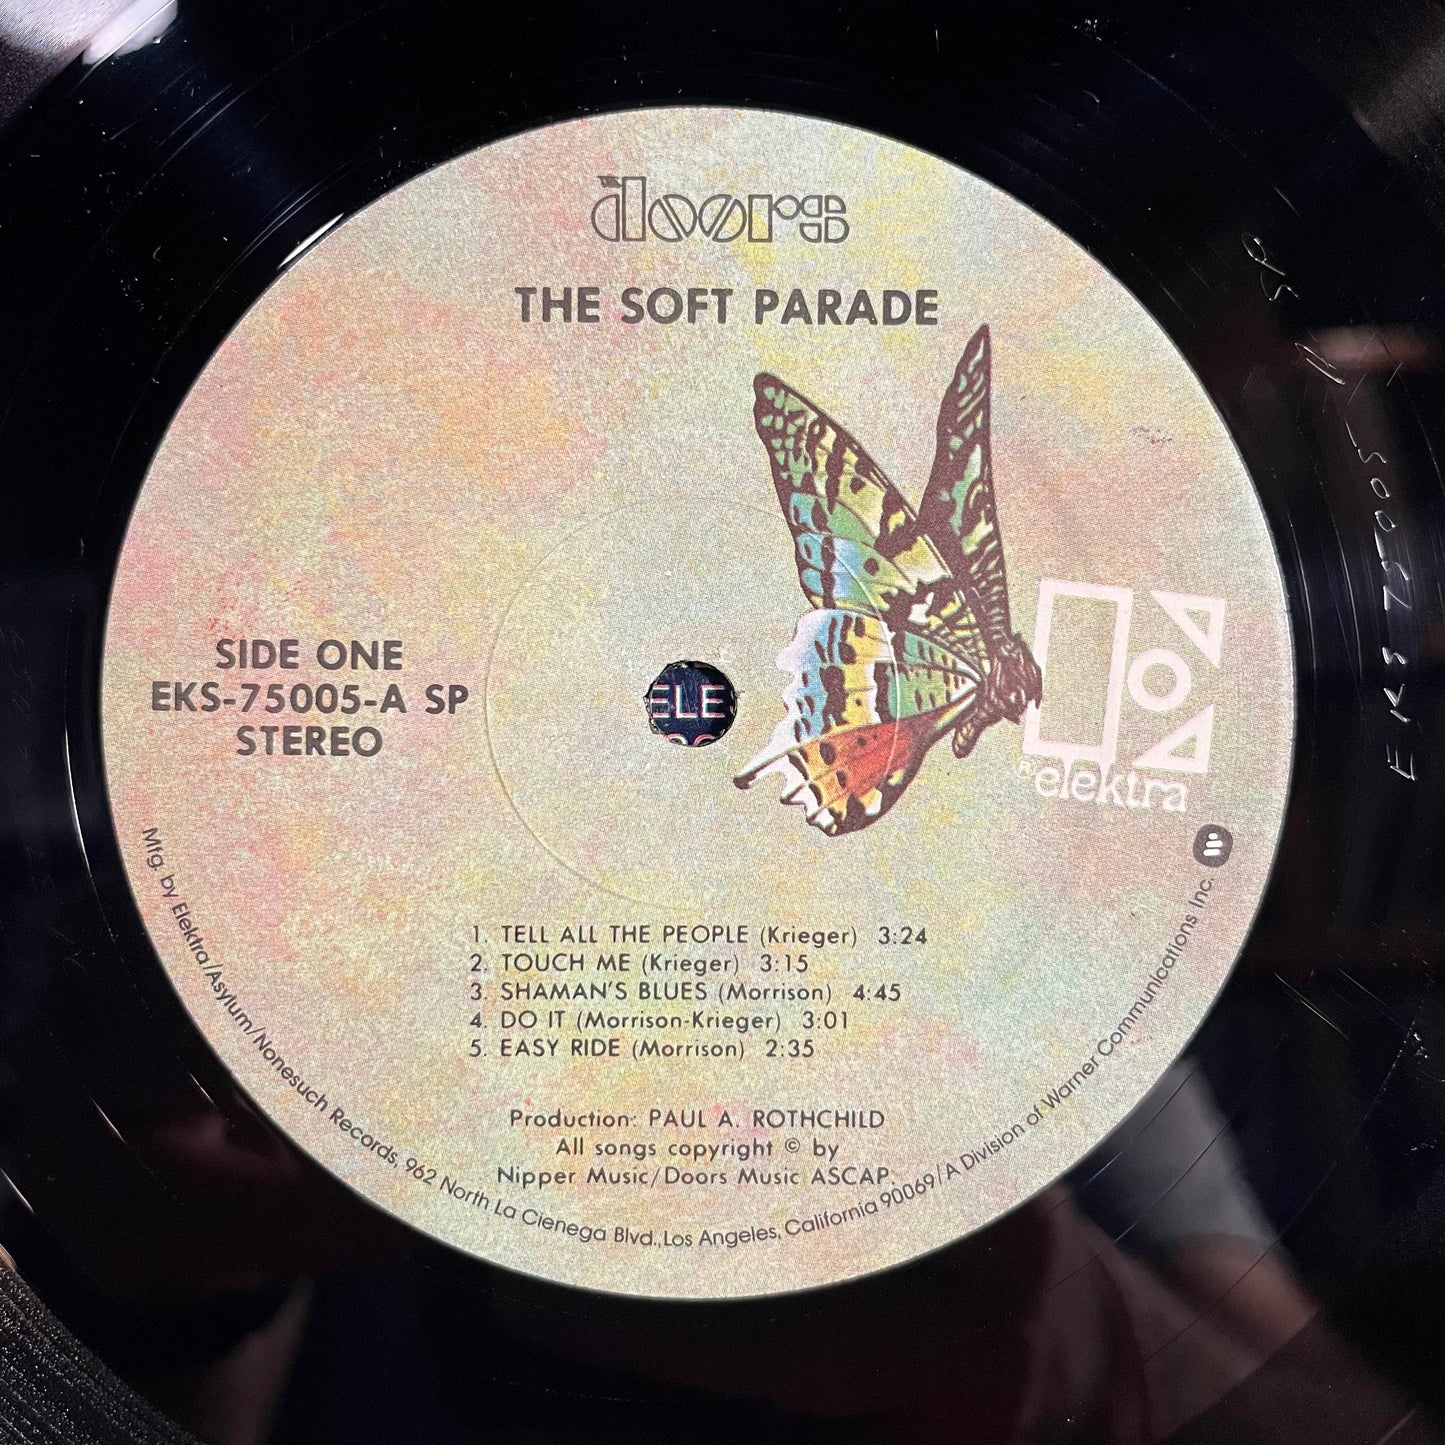 THE doors
THE SOFT PARADE
SIDE ONE
EKS-75005-A SP
STEREO
ELE
® elektra
1. TELL ALL THE PEOPLE (Krieger) 3:24
2. TOUCH ME (Krieger) 3:15
3. SHAMAN'S BLUES (Morrison) 4:45
4. DO IT (Morrison-Krieger) 3:01
5. EASY RIDE (Morrison) 2:35
Production: PAUL A. ROTHCHILD
All songs copyright © by
Nipper Music/Doors Music ASCAP.
Mfg. by Elektra/Asylum/Nonesuch Records, 962 North La Cienega Blvd., Los Angeles, California 90069/A Division of Warner Communications Inc.
EKS 75005 A SP